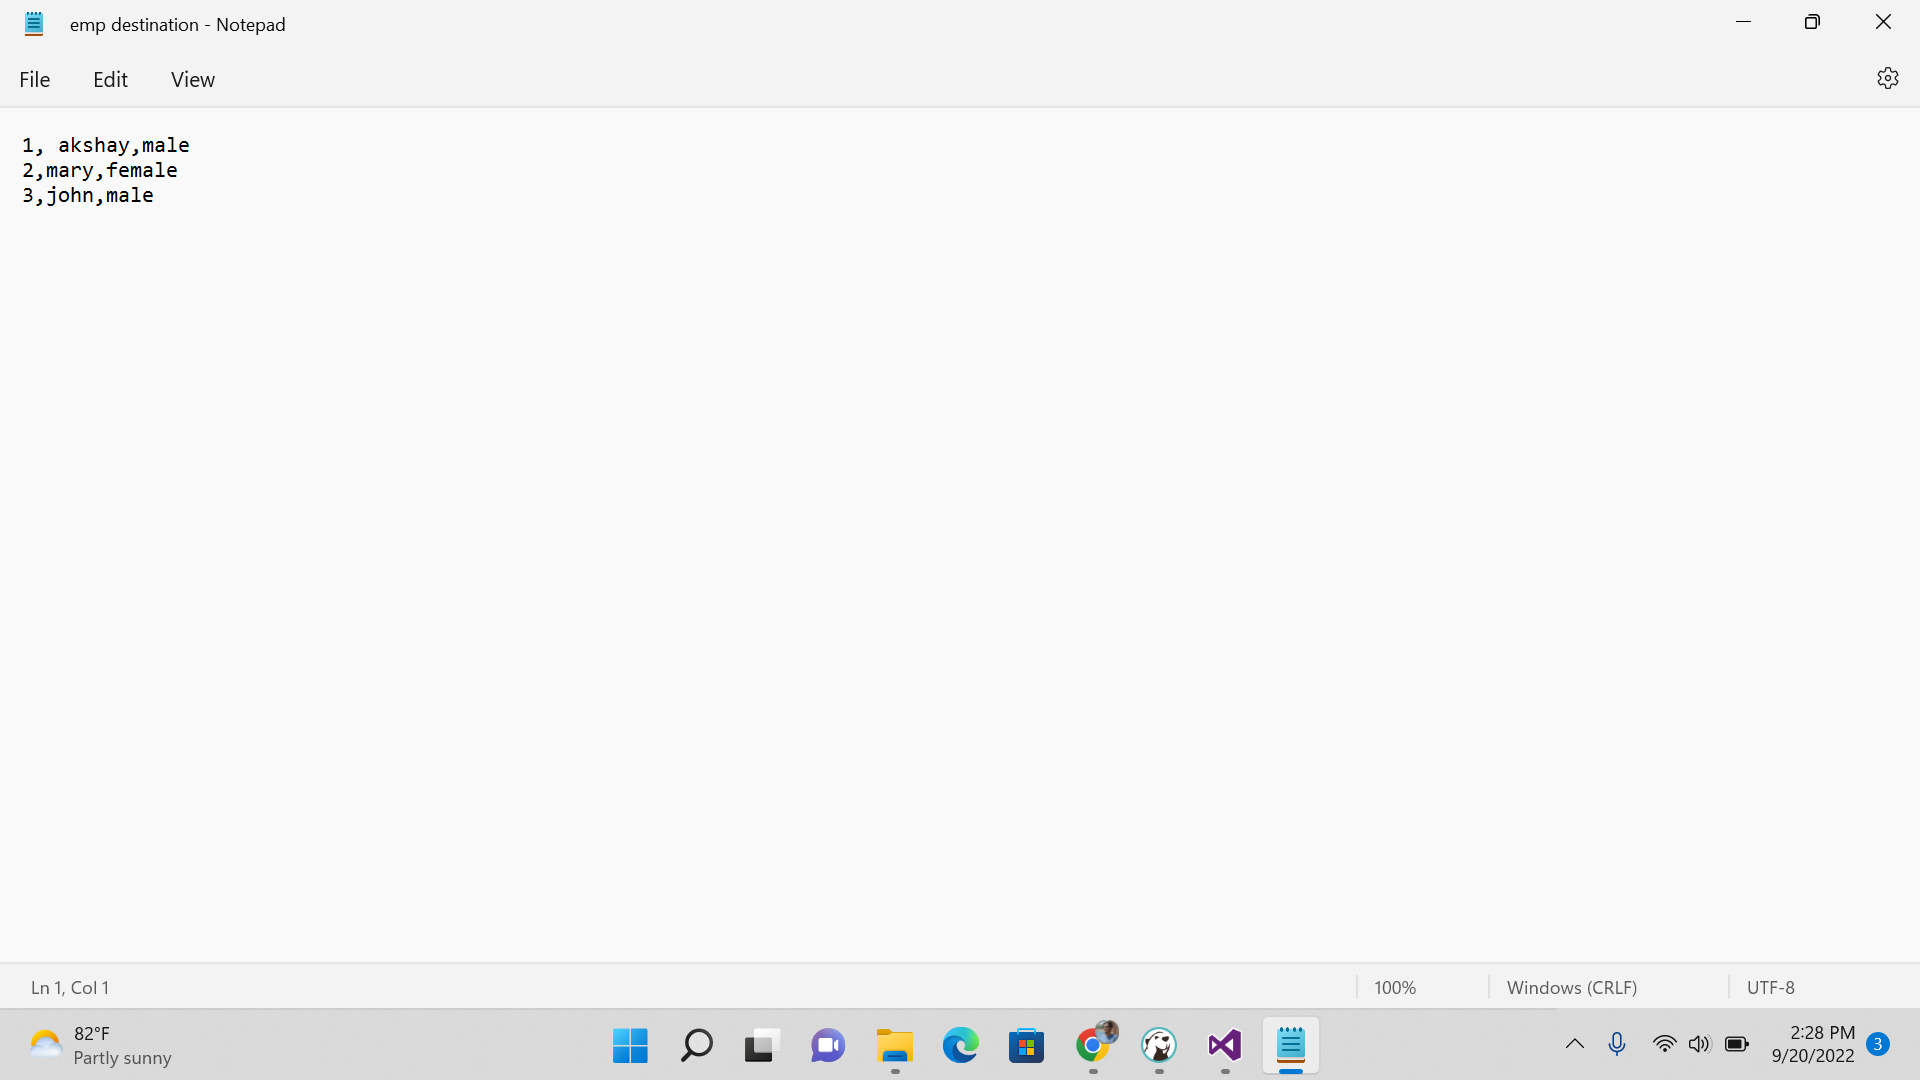 emp destination - Notepad
File Edit View
1, akshay,male
2,mary,female
3,john,male
Ln 1, Col 1 100% Windows (CRLF) UTF-8
82°F
Partly sunny
2:28 PM
9/20/2022
3